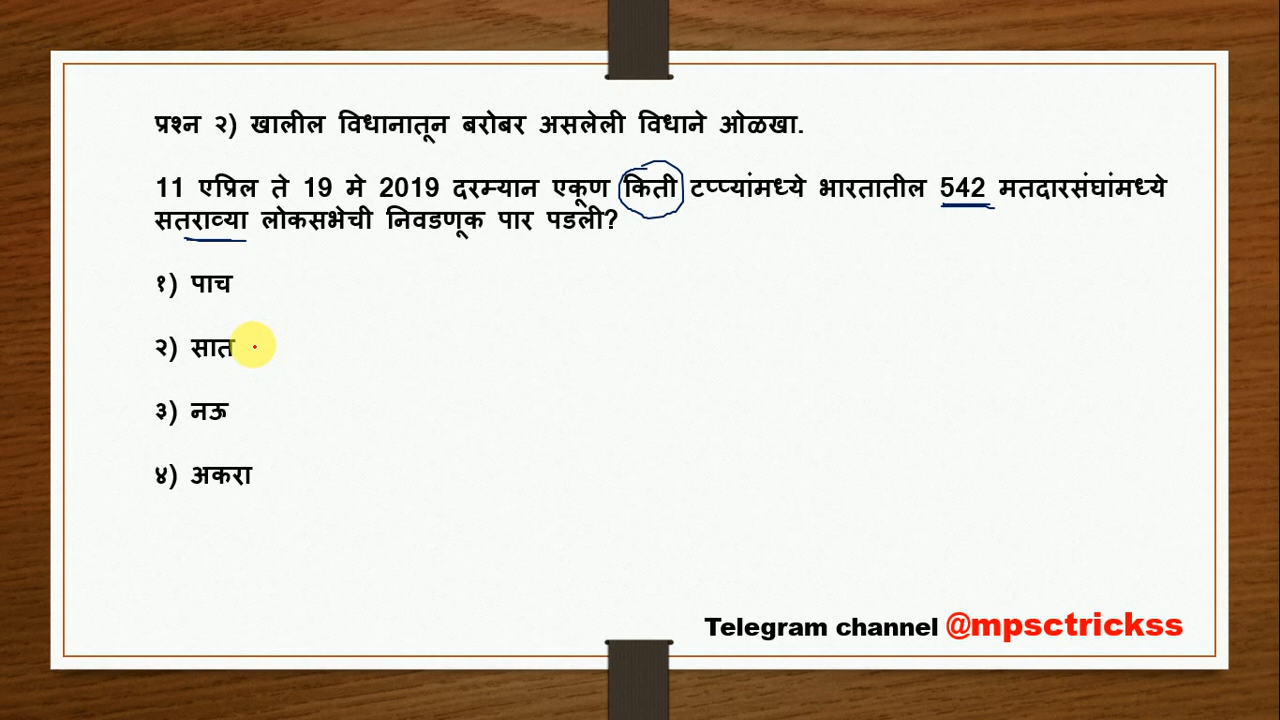 प्रश्न २) खालील विधानातून बरोबर असलेली विधाने ओळखा.
11 एप्रिल ते 19 मे 2019 दरम्यान एकूण किती टप्प्यांमध्ये भारतातील 542 मतदारसंघांमध्ये
सतराव्या लोकसभेची निवडणूक पार पडली?
१) पाच
२) सात
३) नऊ
४) अकरा
Telegram channel @mpsctrickss